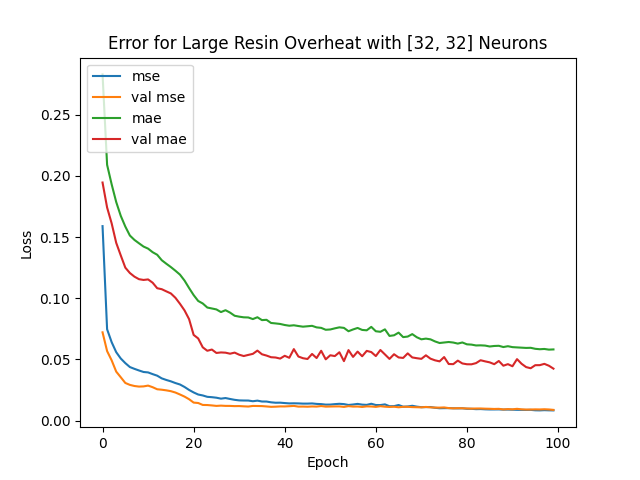 Error for Large Resin Overheat with [32, 32] Neurons
mse
val mse
mae
val mae
0.25
0.20
0.15
0.10
0.05
0.00
Loss
0
20
40
60
80
100
Epoch